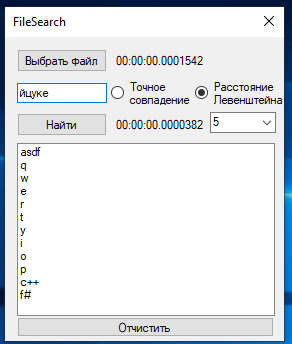 FileSearch
Выбрать файл 00:00:00.0001542
йцуке Точное совпадение Расстояние Левенштейна
Найти 00:00:00.0000382 5
asdf
q
w
e
r
t
y
i
o
p
c++
f#
Отчистить